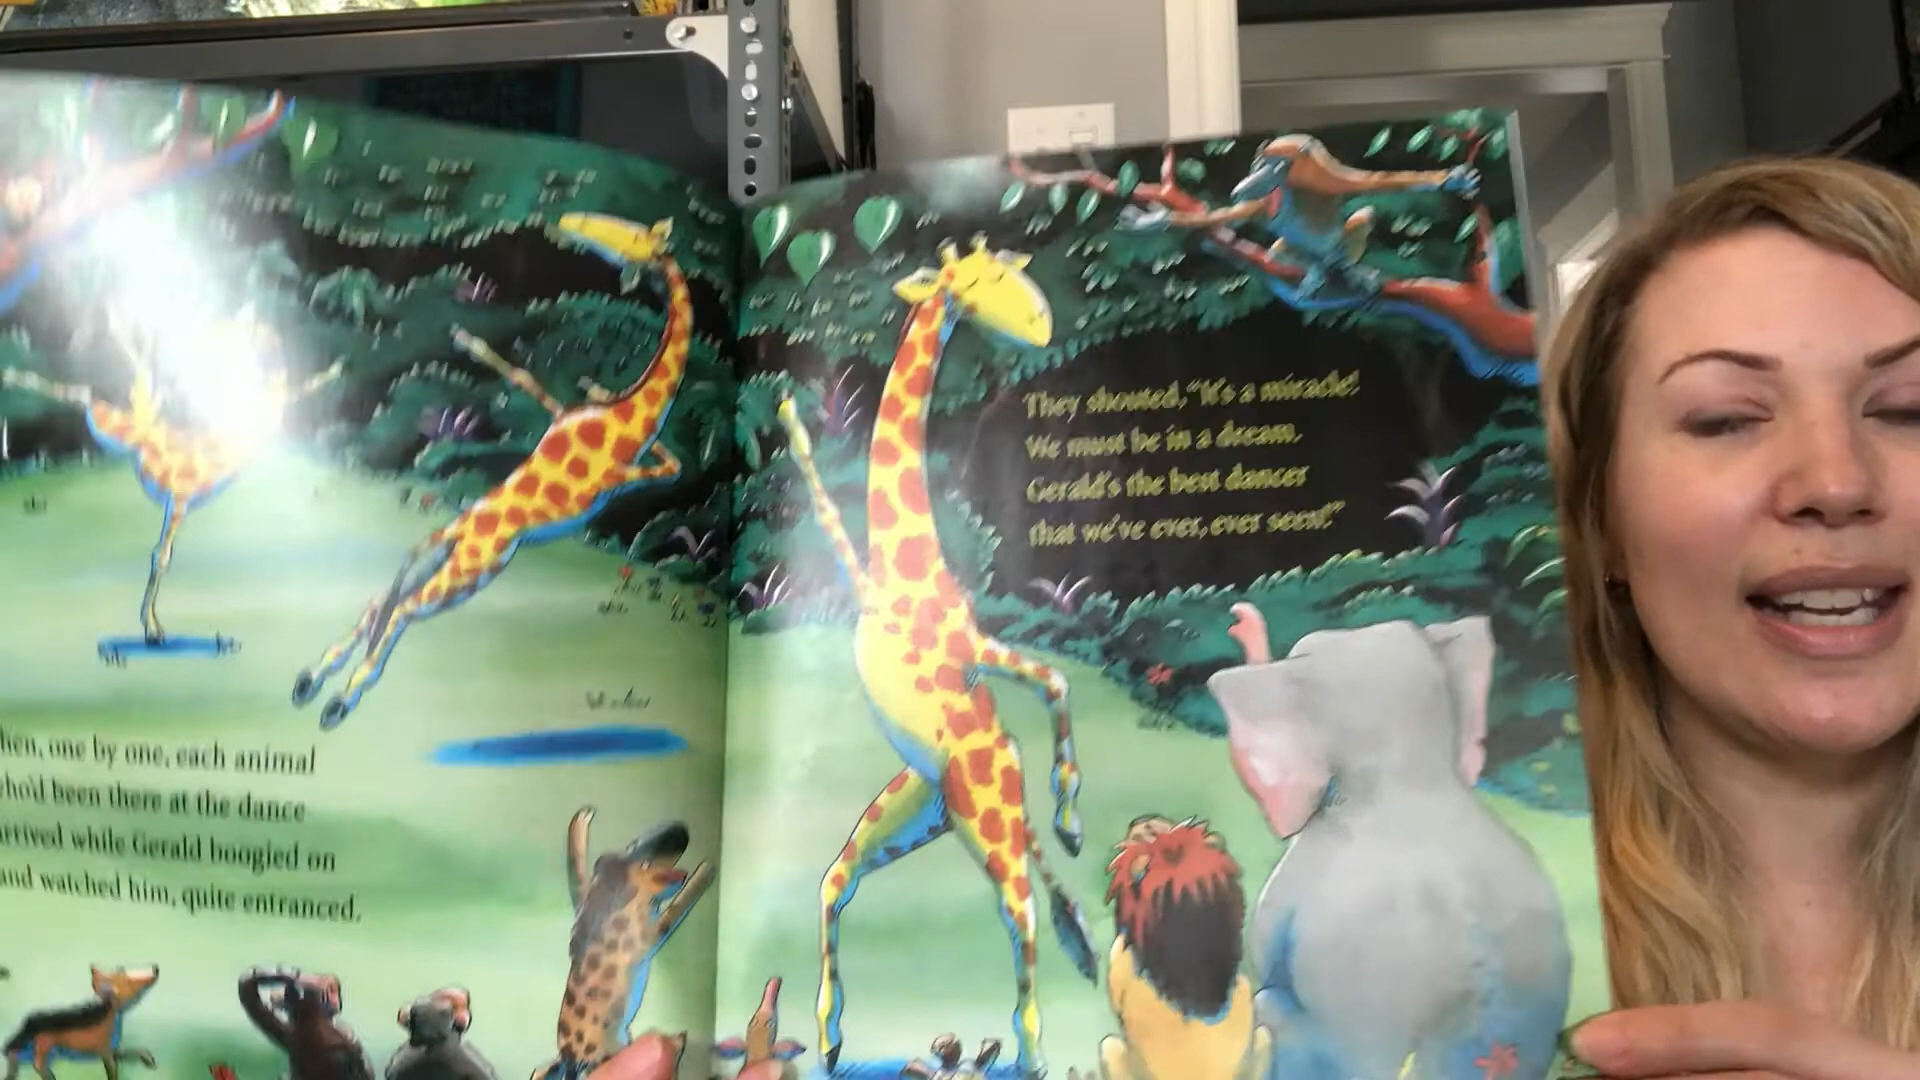 hen, one by one, each animal
who'd been there at the dance
arrived while Gerald boogied on
and watched him, quite entranced.
They shouted, "It's a miracle!
We must be in a dream.
Gerald's the best dancer
that we've ever, ever seen!"